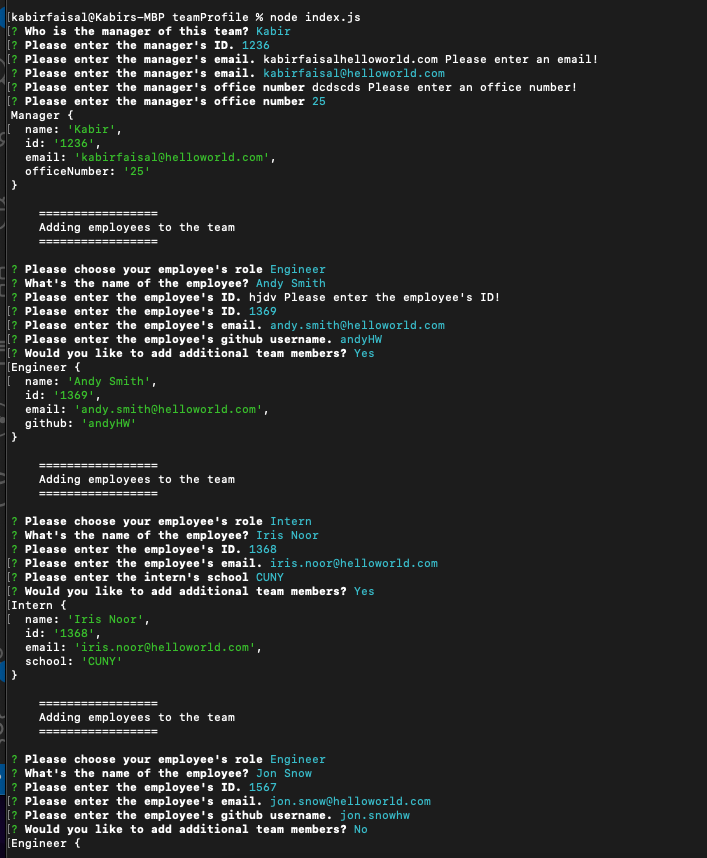 [kabirfaisal@Kabirs-MBP teamProfile % node index.js
[? Who is the manager of this team? Kabir
[? Please enter the manager's ID. 1236
[? Please enter the manager's email. kabirfaisalhelloworld.com Please enter an email!
[? Please enter the manager's email. kabirfaisal@helloworld.com
[? Please enter the manager's office number dcdscds Please enter an office number!
[? Please enter the manager's office number 25
Manager {
[ name: 'Kabir',
id: '1236',
email: 'kabirfaisal@helloworld.com',
officeNumber: '25'
}
=================
Adding employees to the team
=================
? Please choose your employee's role Engineer
? What's the name of the employee? Andy Smith
[? Please enter the employee's ID. hjdv Please enter the employee's ID!
[? Please enter the employee's ID. 1369
[? Please enter the employee's email. andy.smith@helloworld.com
[? Please enter the employee's github username. andyHW
[? Would you like to add additional team members? Yes
[Engineer {
[ name: 'Andy Smith',
id: '1369',
email: 'andy.smith@helloworld.com',
github: 'andyHW'
}
=================
Adding employees to the team
=================
? Please choose your employee's role Intern
? What's the name of the employee? Iris Noor
? Please enter the employee's ID. 1368
[? Please enter the employee's email. iris.noor@helloworld.com
[? Please enter the intern's school CUNY
[? Would you like to add additional team members? Yes
[Intern {
[ name: 'Iris Noor',
id: '1368',
email: 'iris.noor@helloworld.com',
school: 'CUNY'
}
=================
Adding employees to the team
=================
? Please choose your employee's role Engineer
? What's the name of the employee? Jon Snow
? Please enter the employee's ID. 1567
[? Please enter the employee's email. jon.snow@helloworld.com
[? Please enter the employee's github username. jon.snowhw
[? Would you like to add additional team members? No
[Engineer {